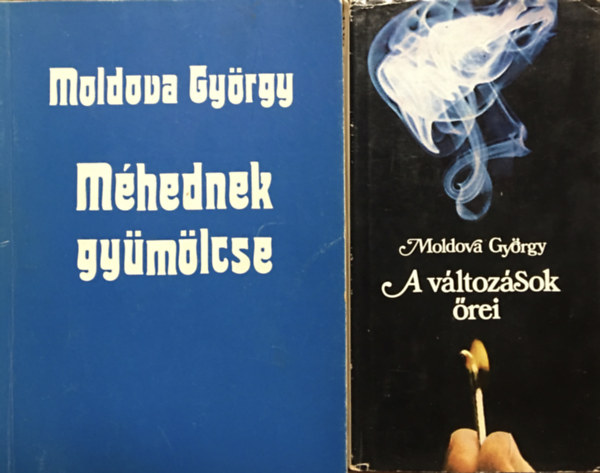 Moldova György
Méhednek
gyümölcse
Moldova György
A változások
őrei